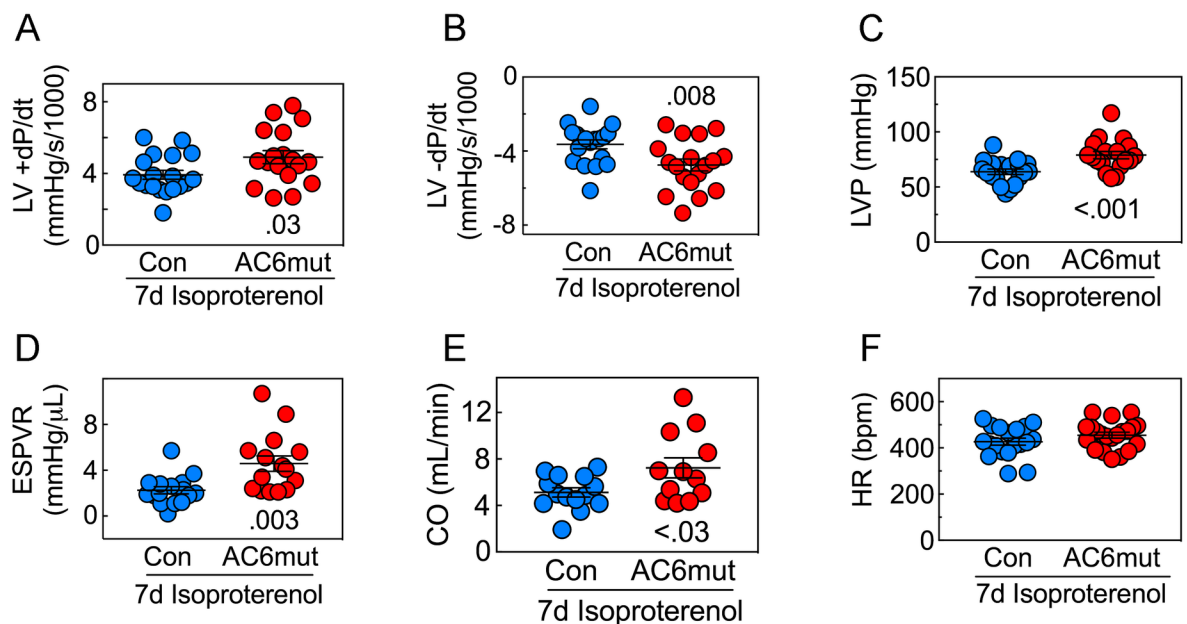 A
LV +dP/dt
(mmHg/s/1000)
8
4
0
.03
Con AC6mut
7d Isoproterenol
B
LV -dP/dt
(mmHg/s/1000
0
-4
-8
.008
Con AC6mut
7d Isoproterenol
C
LVP (mmHg)
150
100
50
0
<.001
Con AC6mut
7d Isoproterenol
D
ESPVR
(mmHg/µL)
8
4
0
.003
Con AC6mut
7d Isoproterenol
E
CO (mL/min)
12
8
4
0
<.03
Con AC6mut
7d Isoproterenol
F
HR (bpm)
600
400
200
0
Con AC6mut
7d Isoproterenol